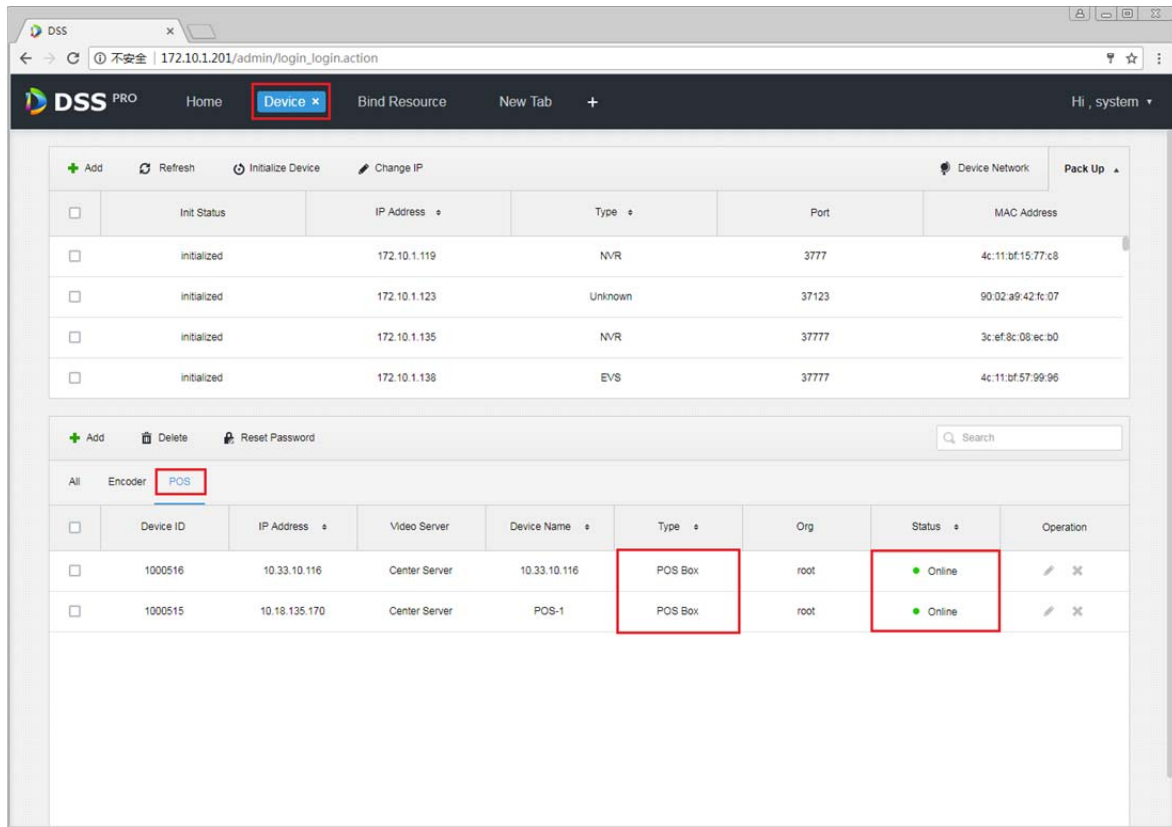 DSS
不安全 | 172.10.1.201/admin/login_login.action
DSS PRO Home Device × Bind Resource New Tab + Hi , system
Add Refresh Initialize Device Change IP Device Network Pack Up
Init Status IP Address Type Port MAC Address
initialized 172.10.1.119 NVR 3777 4c:11:bf:15:77:c8
initialized 172.10.1.123 Unknown 37123 90:02:a9:42:fc:07
initialized 172.10.1.135 NVR 37777 3c:ef:8c:08:ec:b0
initialized 172.10.1.138 EVS 37777 4c:11:bf:57:99:96
Add Delete Reset Password Search
All Encoder POS
Device ID IP Address Video Server Device Name Type Org Status Operation
1000516 10.33.10.116 Center Server 10.33.10.116 POS Box root Online
1000515 10.18.135.170 Center Server POS-1 POS Box root Online